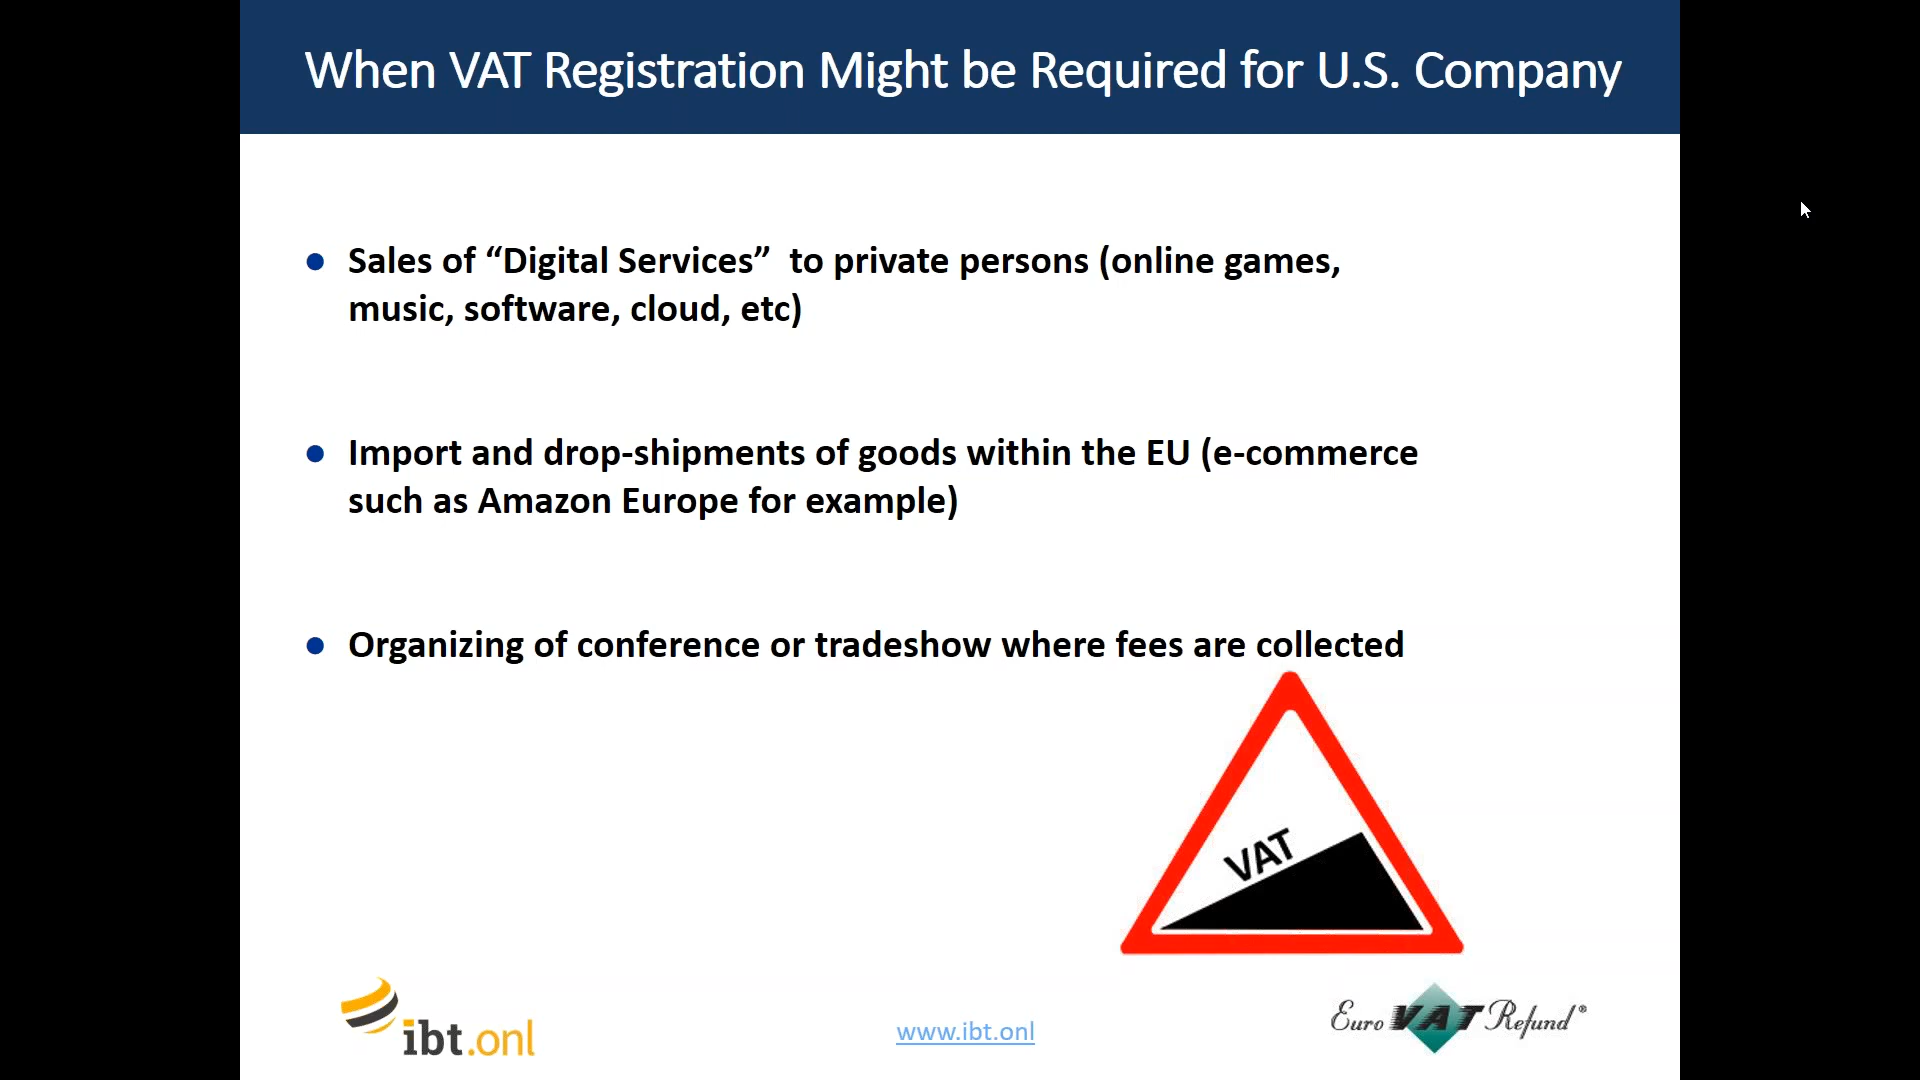 When VAT Registration Might be Required for U.S. Company
Sales of “Digital Services”  to private persons (online games,
music, software, cloud, etc)
Import and drop-shipments of goods within the EU (e-commerce
such as Amazon Europe for example)
Organizing of conference or tradeshow where fees are collected
VAT
ibt.onl
www.ibt.onl
Euro VAT Refund®